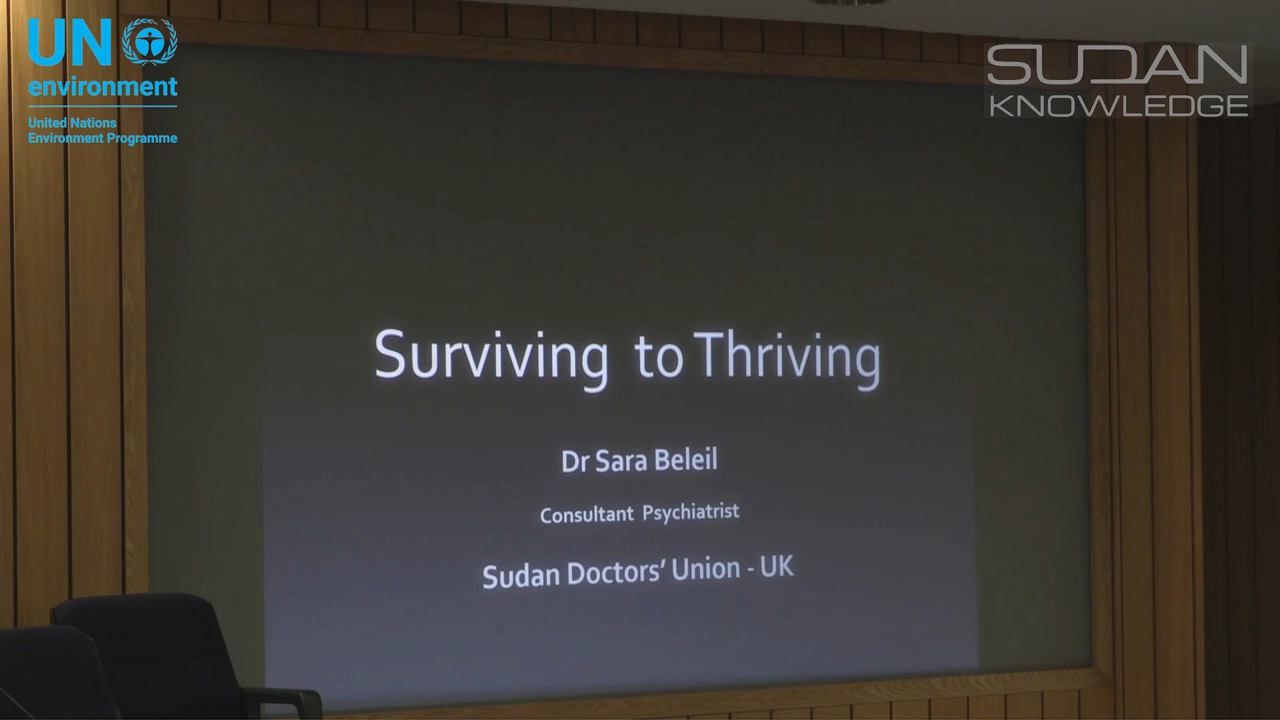 UN
environment
United Nations
Environment Programme
SUDAN
KNOWLEDGE
Surviving to Thriving
Dr Sara Beleil
Consultant Psychiatrist
Sudan Doctors' Union - UK